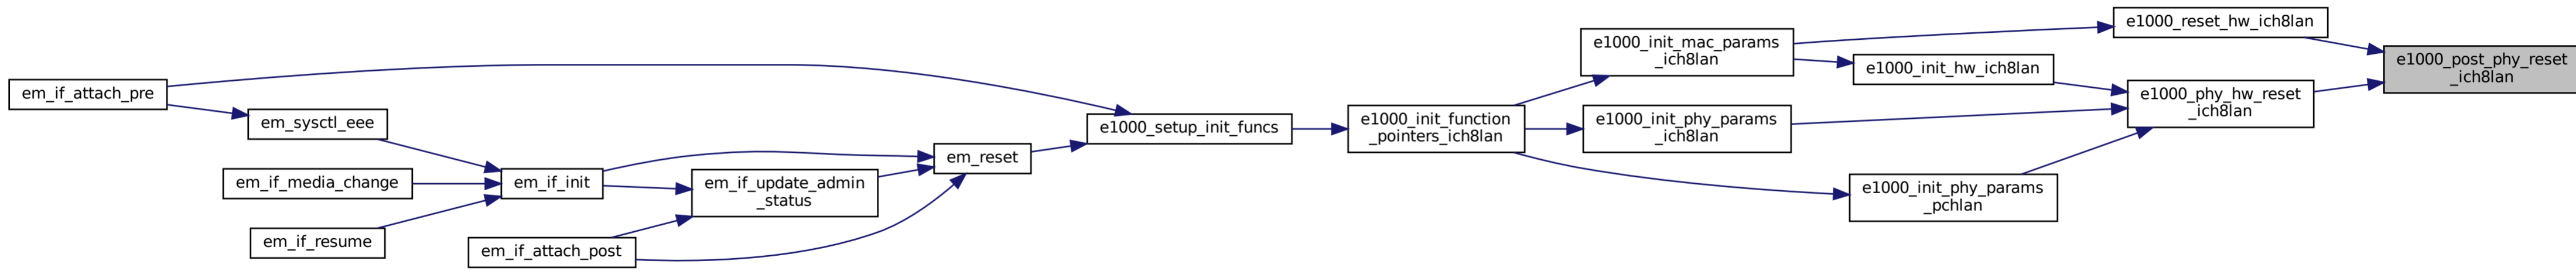 em_if_attach_pre
em_sysctl_eee
em_if_media_change
em_if_resume
em_if_init
em_if_attach_post
em_if_update_admin
_status
em_reset
e1000_setup_init_funcs
e1000_init_function
_pointers_ich8lan
e1000_init_mac_params
_ich8lan
e1000_init_phy_params
_ich8lan
e1000_init_hw_ich8lan
e1000_init_phy_params
_pchlan
e1000_reset_hw_ich8lan
e1000_phy_hw_reset
_ich8lan
e1000_post_phy_reset
_ich8lan